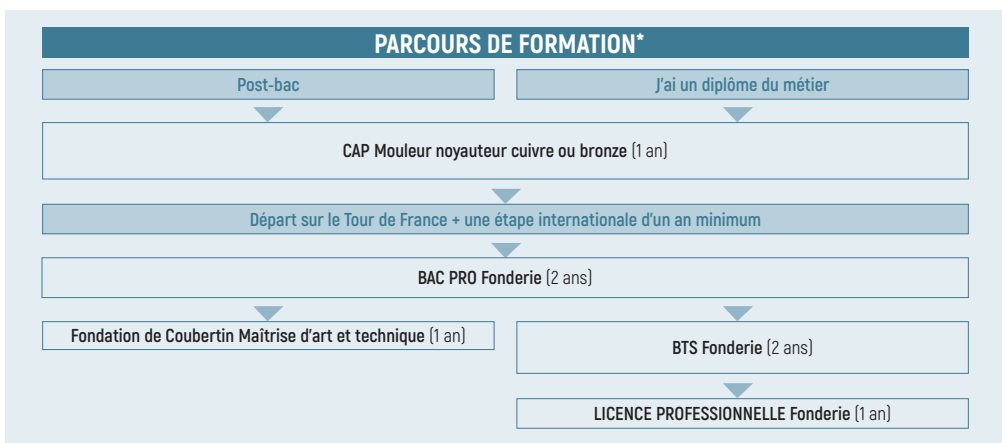 PARCOURS DE FORMATION*
Post-bac
J'ai un diplôme du métier
CAP Mouleur noyauteur cuivre ou bronze (1 an)
Départ sur le Tour de France + une étape internationale d'un an minimum
BAC PRO Fonderie (2 ans)
Fondation de Coubertin Maîtrise d'art et technique (1 an)
BTS Fonderie (2 ans)
LICENCE PROFESSIONNELLE Fonderie (1 an)